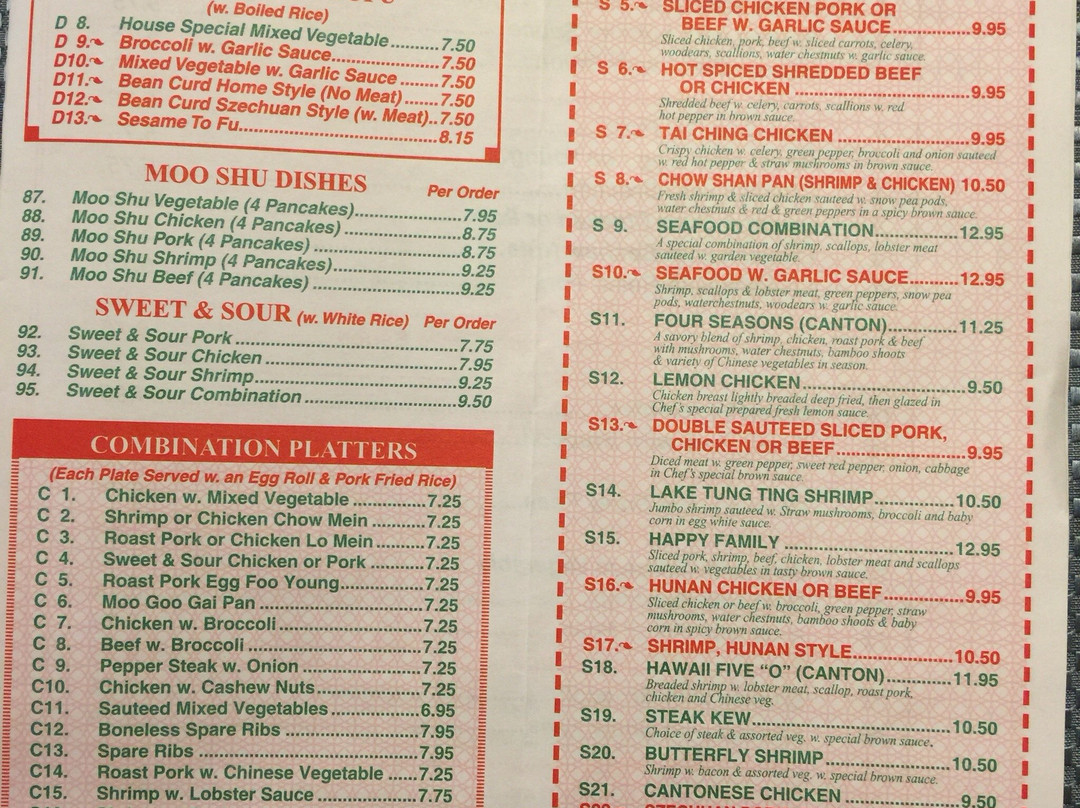 (w. Boiled Rice)
D 8. House Special Mixed Vegetable..........7.50
D 9. Broccoli w. Garlic Sauce....................7.50
D10. Mixed Vegetable w. Garlic Sauce .......7.50
D11. Bean Curd Home Style (No Meat)......7.50
D12. Bean Curd Szechuan Style (w. Meat)..7.50
D13. Sesame To Fu...................................8.15
MOO SHU DISHES
Per Order
87. Moo Shu Vegetable (4 Pancakes)..................7.95
88. Moo Shu Chicken (4 Pancakes)....................8.75
89. Moo Shu Pork (4 Pancakes) ........................8.75
90. Moo Shu Shrimp (4 Pancakes).....................9.25
91. Moo Shu Beef (4 Pancakes) ........................9.25
SWEET & SOUR (w. White Rice) Per Order
92. Sweet & Sour Pork ......................................7.75
93. Sweet & Sour Chicken .................................7.95
94. Sweet & Sour Shrimp...................................9.25
95. Sweet & Sour Combination ..........................9.50
COMBINATION PLATTERS
(Each Plate Served w. an Egg Roll & Pork Fried Rice)
C 1. Chicken w. Mixed Vegetable ............7.25
C 2. Shrimp or Chicken Chow Mein .........7.25
C 3. Roast Pork or Chicken Lo Mein.........7.25
C 4. Sweet & Sour Chicken or Pork .........7.25
C 5. Roast Pork Egg Foo Young..............7.25
C 6. Moo Goo Gai Pan ...........................7.25
C 7. Chicken w. Broccoli ........................7.25
C 8. Beef w. Broccoli .............................7.25
C 9. Pepper Steak w. Onion ...................7.25
C10. Chicken w. Cashew Nuts.................7.25
C11. Sauteed Mixed Vegetables ..............6.95
C12. Boneless Spare Ribs ......................7.95
C13. Spare Ribs .....................................7.95
C14. Roast Pork w. Chinese Vegetable .....7.25
C15. Shrimp w. Lobster Sauce ................7.75
S 5. SLICED CHICKEN PORK OR
BEEF W. GARLIC SAUCE.............9.95
Sliced chicken, pork, beef w. sliced carrots, celery,
woodears, scallions, water chestnuts w. garlic sauce.
S 6. HOT SPICED SHREDDED BEEF
OR CHICKEN .............................9.95
Shredded beef w. celery, carrots, scallions w. red
hot pepper in brown sauce.
S 7. TAI CHING CHICKEN ......................9.95
Crispy chicken w. celery, green pepper, broccoli and onion sauteed
w. red hot pepper & straw mushrooms in brown sauce.
S 8. CHOW SHAN PAN (SHRIMP & CHICKEN) 10.50
Fresh shrimp & sliced chicken sauteed w. snow pea pods,
water chestnuts & red & green peppers in a spicy brown sauce.
S 9. SEAFOOD COMBINATION..............12.95
A special combination of shrimp, scallops, lobster meat
sauteed w. garden vegetable.
S10. SEAFOOD W. GARLIC SAUCE.........12.95
Shrimp, scallops & lobster meat, green peppers, snow pea
pods, waterchestnuts, woodears w. garlic sauce.
S11. FOUR SEASONS (CANTON)............11.25
A savory blend of shrimp, chicken, roast pork & beef
with mushrooms, water chestnuts, bamboo shoots
& variety of Chinese vegetables in season.
S12. LEMON CHICKEN...........................9.50
Chicken breast lightly breaded deep fried, then glazed in
Chef's special prepared fresh lemon sauce.
S13. DOUBLE SAUTEED SLICED PORK,
CHICKEN OR BEEF......................9.95
Diced meat w. green pepper, sweet red pepper, onion, cabbage
in Chef's special brown sauce.
S14. LAKE TUNG TING SHRIMP.............10.50
Jumbo shrimp sauteed w. Straw mushrooms, broccoli and baby
corn in egg white sauce.
S15. HAPPY FAMILY ............................12.95
Sliced pork, shrimp, beef, chicken, lobster meat and scallops
sauteed w. vegetables in tasty brown sauce.
S16. HUNAN CHICKEN OR BEEF.............9.95
Sliced chicken or beef w. broccoli, green pepper, straw
mushrooms, water chestnuts, bamboo shoots & baby
corn in spicy brown sauce.
S17. SHRIMP, HUNAN STYLE................10.50
S18. HAWAII FIVE "O" (CANTON)...........11.95
Breaded shrimp w. lobster meat, scallop, roast pork,
chicken and Chinese veg.
S19. STEAK KEW.................................10.50
Choice of steak & assorted veg. w. special brown sauce.
S20. BUTTERFLY SHRIMP ....................10.50
Shrimp w. bacon & assorted veg. w. special brown sauce.
S21. CANTONESE CHICKEN ..................9.50